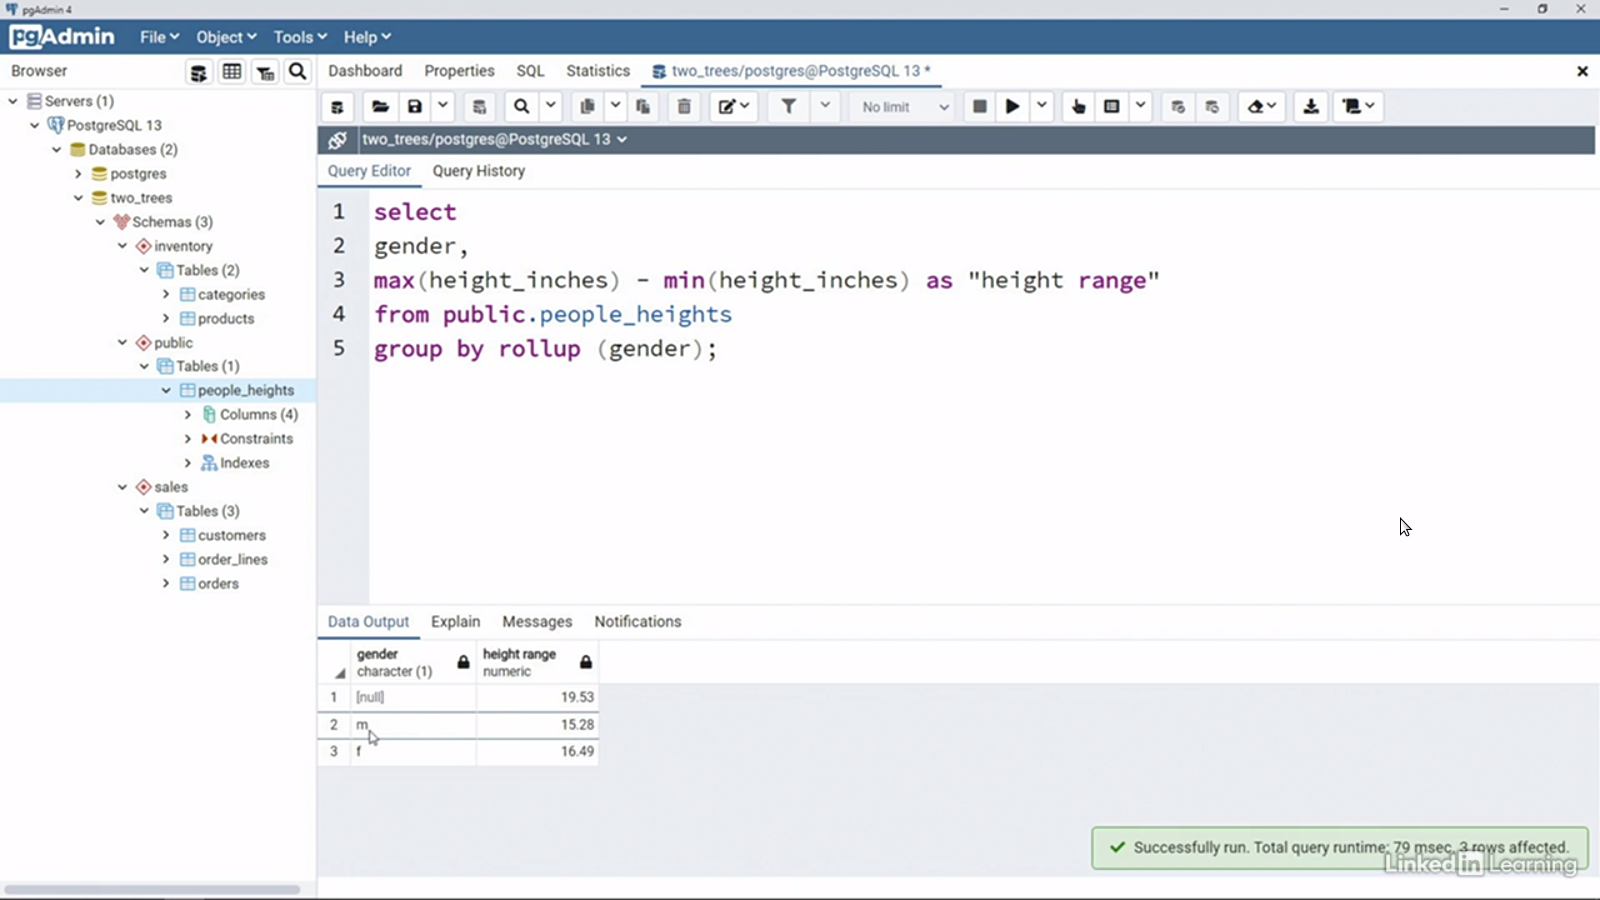 pgAdmin 4
pgAdmin File Object Tools Help
Browser
Dashboard Properties SQL Statistics two_trees/postgres@PostgreSQL 13 *
No limit
two_trees/postgres@PostgreSQL 13
Query Editor Query History
Servers (1)
PostgreSQL 13
Databases (2)
postgres
two_trees
Schemas (3)
inventory
Tables (2)
categories
products
public
Tables (1)
people_heights
Columns (4)
Constraints
Indexes
sales
Tables (3)
customers
order_lines
orders
1 select
2 gender,
3 max(height_inches) - min(height_inches) as "height range"
4 from public.people_heights
5 group by rollup (gender);
Data Output Explain Messages Notifications
gender height range
character (1) numeric
1 [null] 19.53
2 m 15.28
3 f 16.49
Successfully run. Total query runtime: 79 msec. 3 rows affected.
Linked in Learning